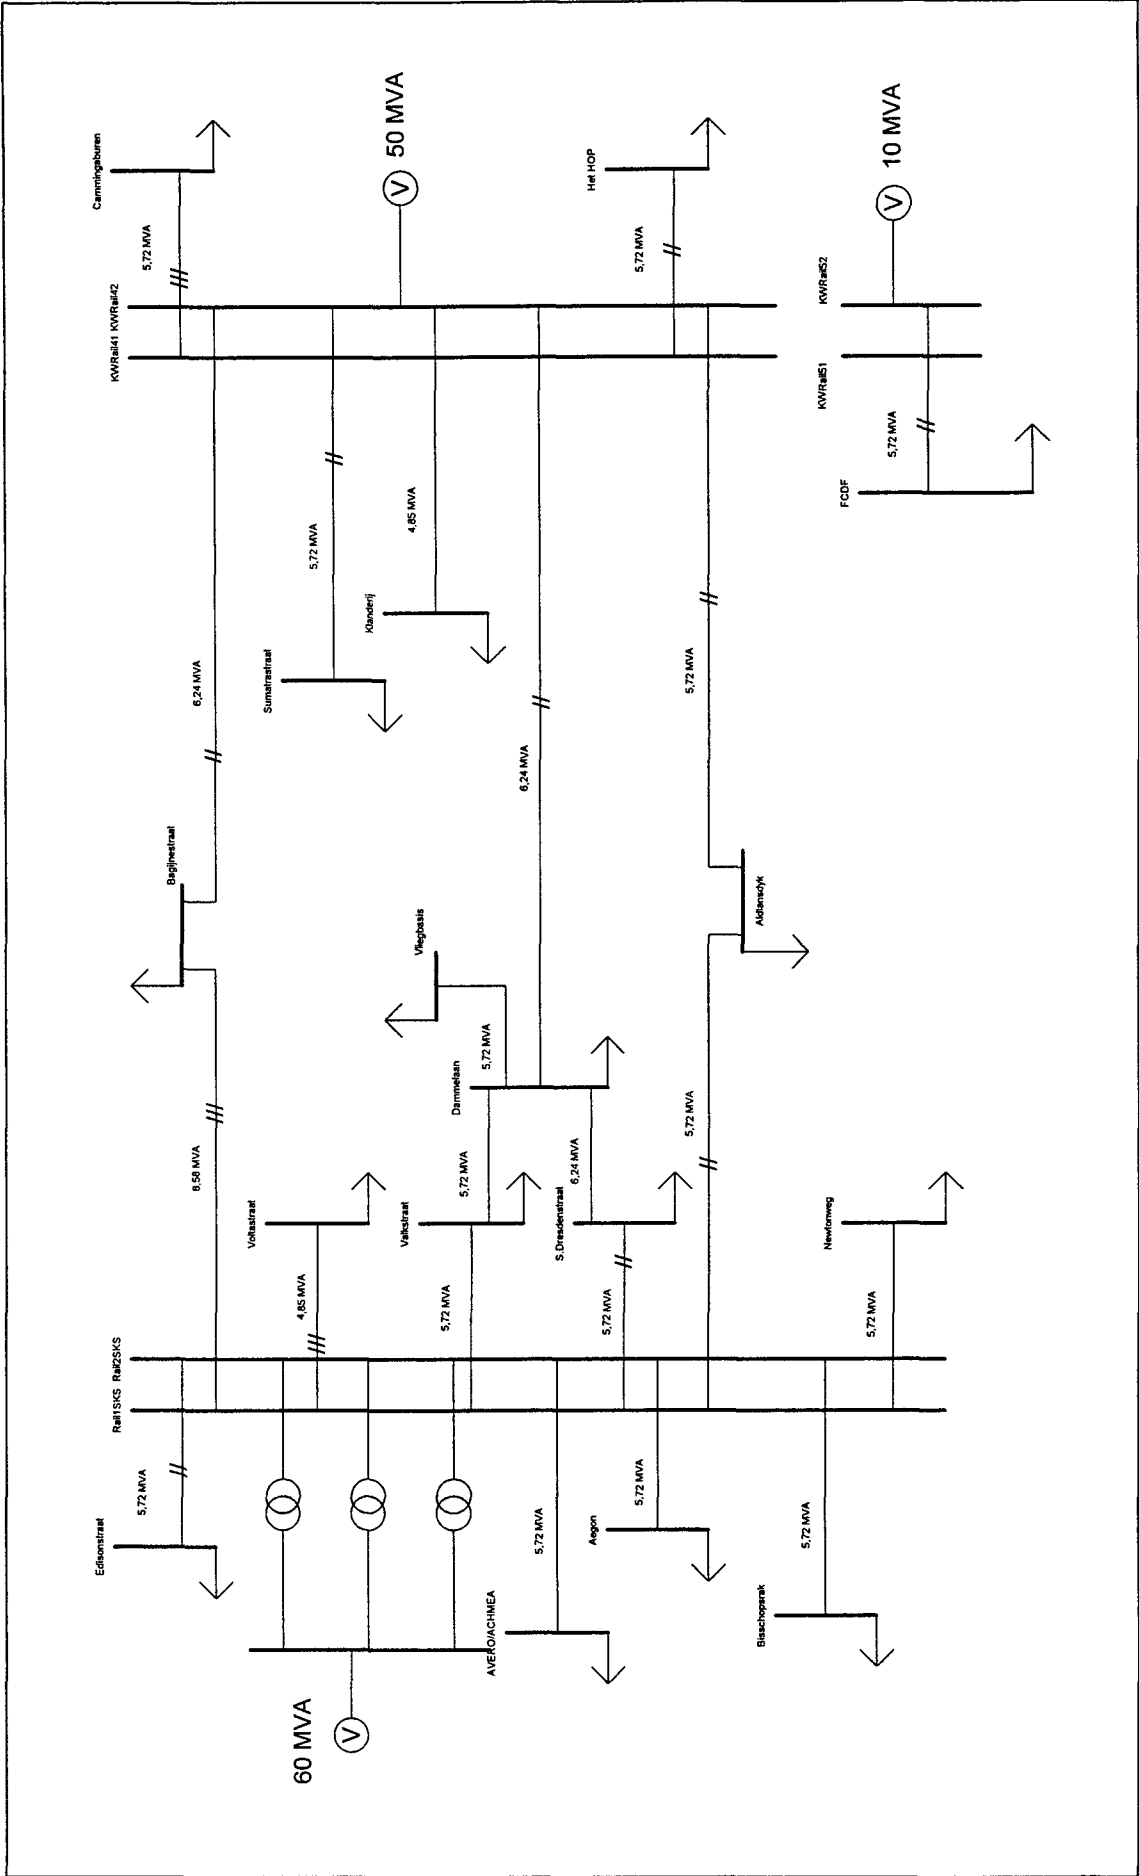 Cammingaburen
50 MVA
Het HOP
10 MVA
5,72 MVA
5,72 MVA
KWRail41 KWRail42
KWRail52
KWRail51
5,72 MVA
FCDF
5,72 MVA
4,85 MVA
Klanderij
Sumatrastraat
6,24 MVA
6,24 MVA
5,72 MVA
Bagijnestraat
Vliegbasis
Aldlansdyk
5,72 MVA
Dammelaan
5,72 MVA
8,58 MVA
5,72 MVA
6,24 MVA
Voltastraat
Valkstraat
S.Dresdenstraat
Newtonweg
4,85 MVA
5,72 MVA
5,72 MVA
5,72 MVA
Rail1SKS Rail2SKS
5,72 MVA
Edisonstraat
5,72 MVA
5,72 MVA
Aegon
5,72 MVA
AVERO/ACHMEA
Bisschopsrak
60 MVA
V
V
V